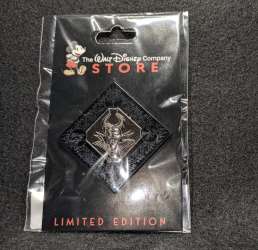 The WALT DISNEY Company
STORE
LIMITED EDITION